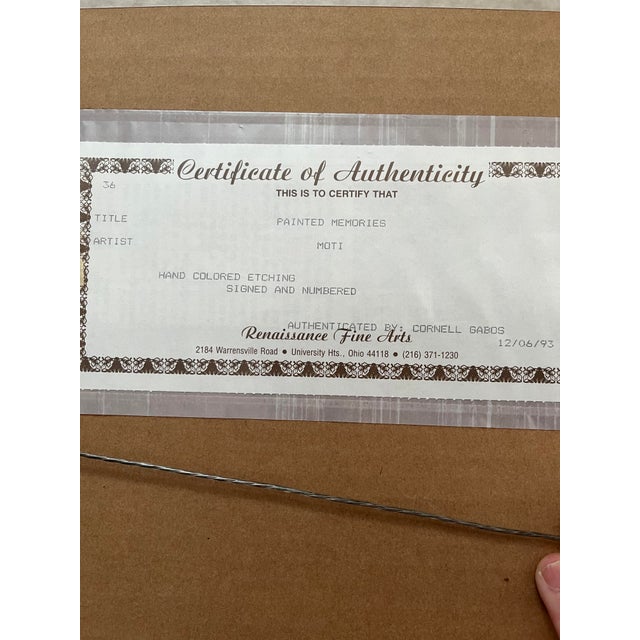 Certificate of Authenticity
THIS IS TO CERTIFY THAT
36
TITLE PAINTED MEMORIES
ARTIST MOTI
HAND COLORED ETCHING
SIGNED AND NUMBERED
AUTHENTICATED BY: CORNELL GABOS
Renaissance Fine Arts
12/06/93
2184 Warrensville Road • University Hts., Ohio 44118 • (216) 371-1230